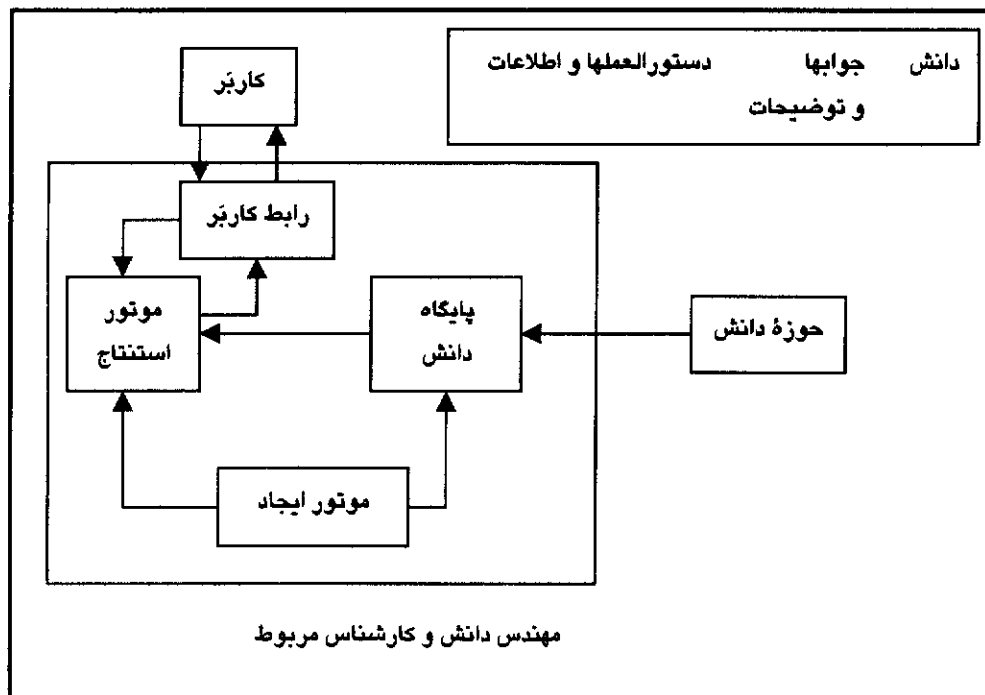 دانش جوابها دستورالعملها و اطلاعات
و توضیحات
کاربَر
رابط کاربَر
موتور
استنتاج
پایگاه
دانش
حوزهٔ دانش
موتور ایجاد
مهندس دانش و کارشناس مربوط